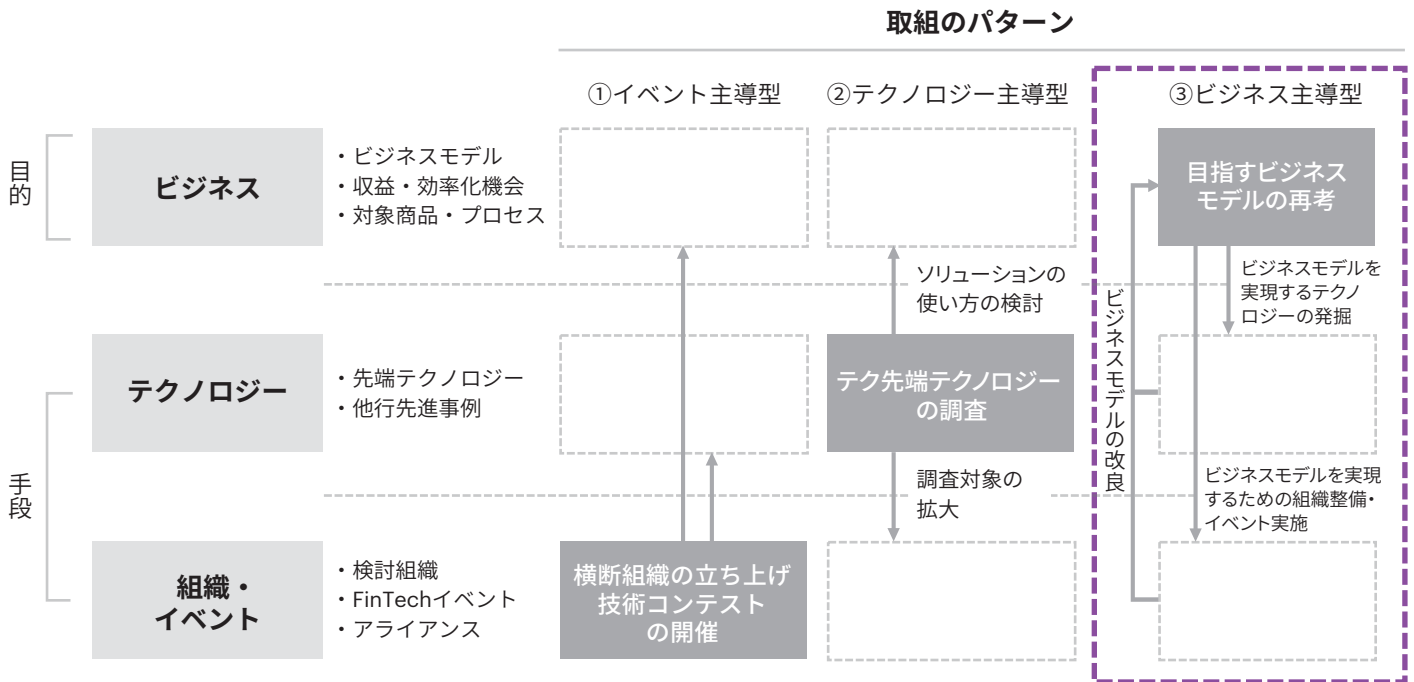 取組のパターン
①イベント主導型
②テクノロジー主導型
③ビジネス主導型
目的
ビジネス
・ビジネスモデル
・収益・効率化機会
・対象商品・プロセス
目指すビジネス
モデルの再考
ソリューションの
使い方の検討
ビジネスモデルを
実現するテクノ
ロジーの発掘
ビジネスモデルの改良
手段
テクノロジー
・先端テクノロジー
・他行先進事例
テク先端テクノロジー
の調査
調査対象の
拡大
ビジネスモデルを実現
するための組織整備・
イベント実施
組織・
イベント
・検討組織
・FinTechイベント
・アライアンス
横断組織の立ち上げ
技術コンテスト
の開催